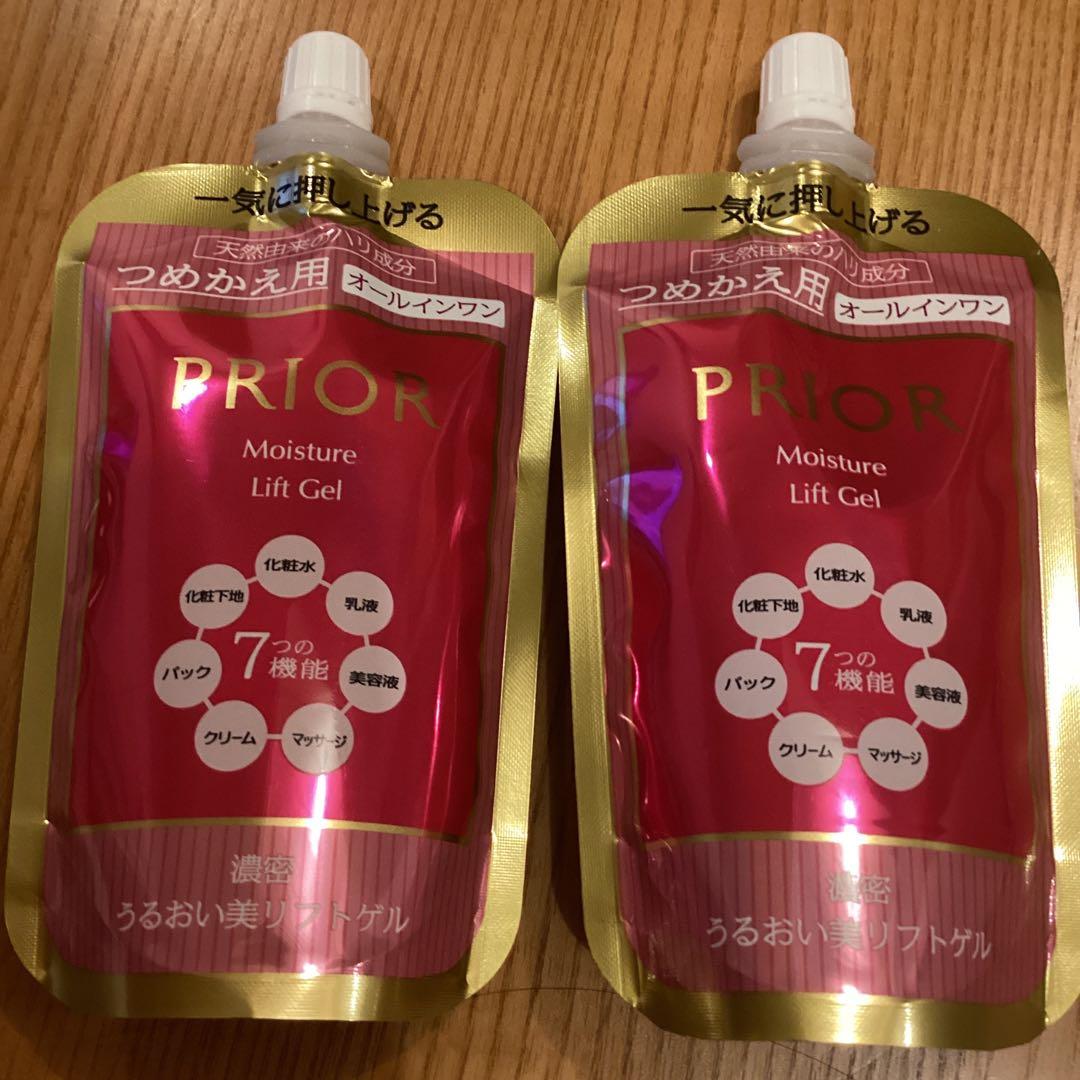 一気に押し上げる
天然由来のハリ成分
つめかえ用
オールインワン
PRIOR
Moisture
Lift Gel
化粧水
乳液
美容液
マッサージ
クリーム
パック
化粧下地
7つの機能
濃密
うるおい美リフトゲル
一気に押し上げる
天然由来のハリ成分
つめかえ用
オールインワン
PRIOR
Moisture
Lift Gel
化粧水
乳液
美容液
マッサージ
クリーム
パック
化粧下地
7つの機能
濃密
うるおい美リフトゲル